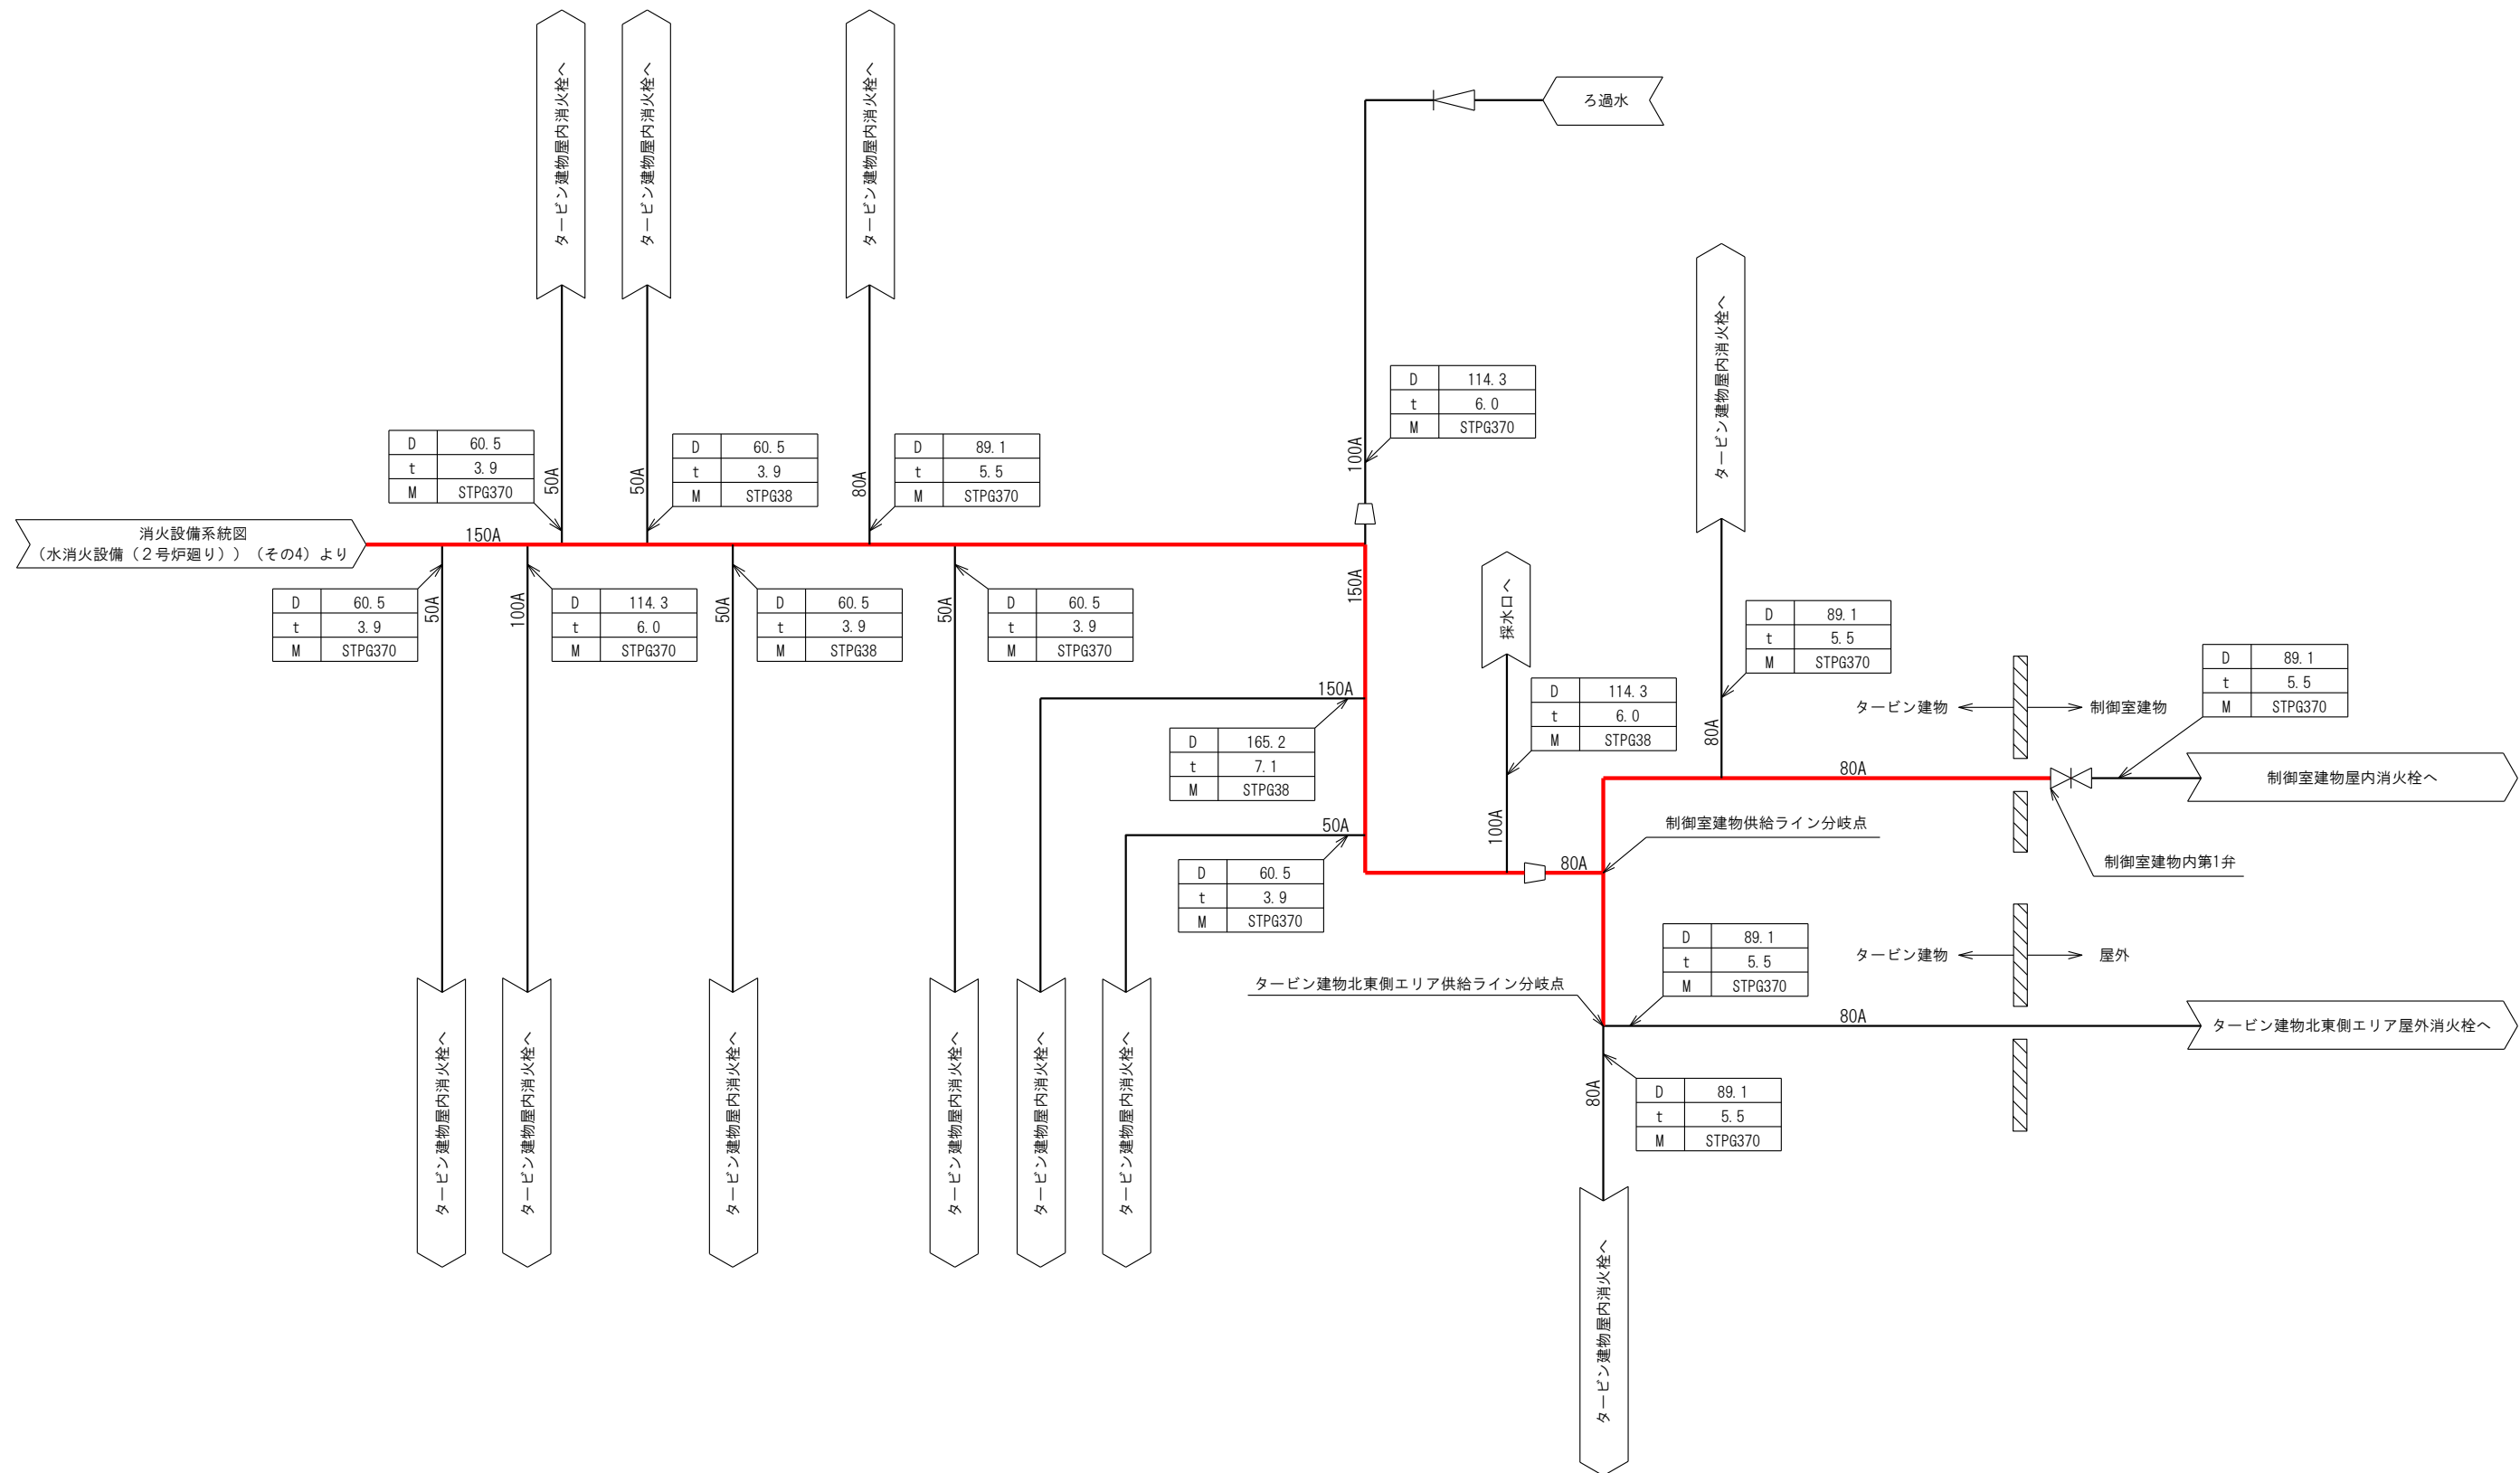 タービン建物屋内消火栓へ
タービン建物屋内消火栓へ
タービン建物屋内消火栓へ
ろ過水
タービン建物屋内消火栓へ
D 114.3
t 6.0
M STPG370
100A
D 60.5
t 3.9
M STPG370
50A
D 60.5
t 3.9
M STPG38
50A
D 89.1
t 5.5
M STPG370
80A
消火設備系統図
(水消火設備(2号炉廻り))(その4)より
150A
D 60.5
t 3.9
M STPG370
50A
D 114.3
t 6.0
M STPG370
100A
D 60.5
t 3.9
M STPG38
50A
D 60.5
t 3.9
M STPG370
50A
150A
採水口へ
D 89.1
t 5.5
M STPG370
80A
D 89.1
t 5.5
M STPG370
150A
D 165.2
t 7.1
M STPG38
D 114.3
t 6.0
M STPG38
100A
タービン建物
制御室建物
80A
制御室建物屋内消火栓へ
50A
D 60.5
t 3.9
M STPG370
80A
制御室建物供給ライン分岐点
制御室建物内第1弁
D 89.1
t 5.5
M STPG370
タービン建物
屋外
タービン建物北東側エリア供給ライン分岐点
80A
タービン建物北東側エリア屋外消火栓へ
80A
D 89.1
t 5.5
M STPG370
タービン建物屋内消火栓へ
タービン建物屋内消火栓へ
タービン建物屋内消火栓へ
タービン建物屋内消火栓へ
タービン建物屋内消火栓へ
タービン建物屋内消火栓へ
タービン建物屋内消火栓へ